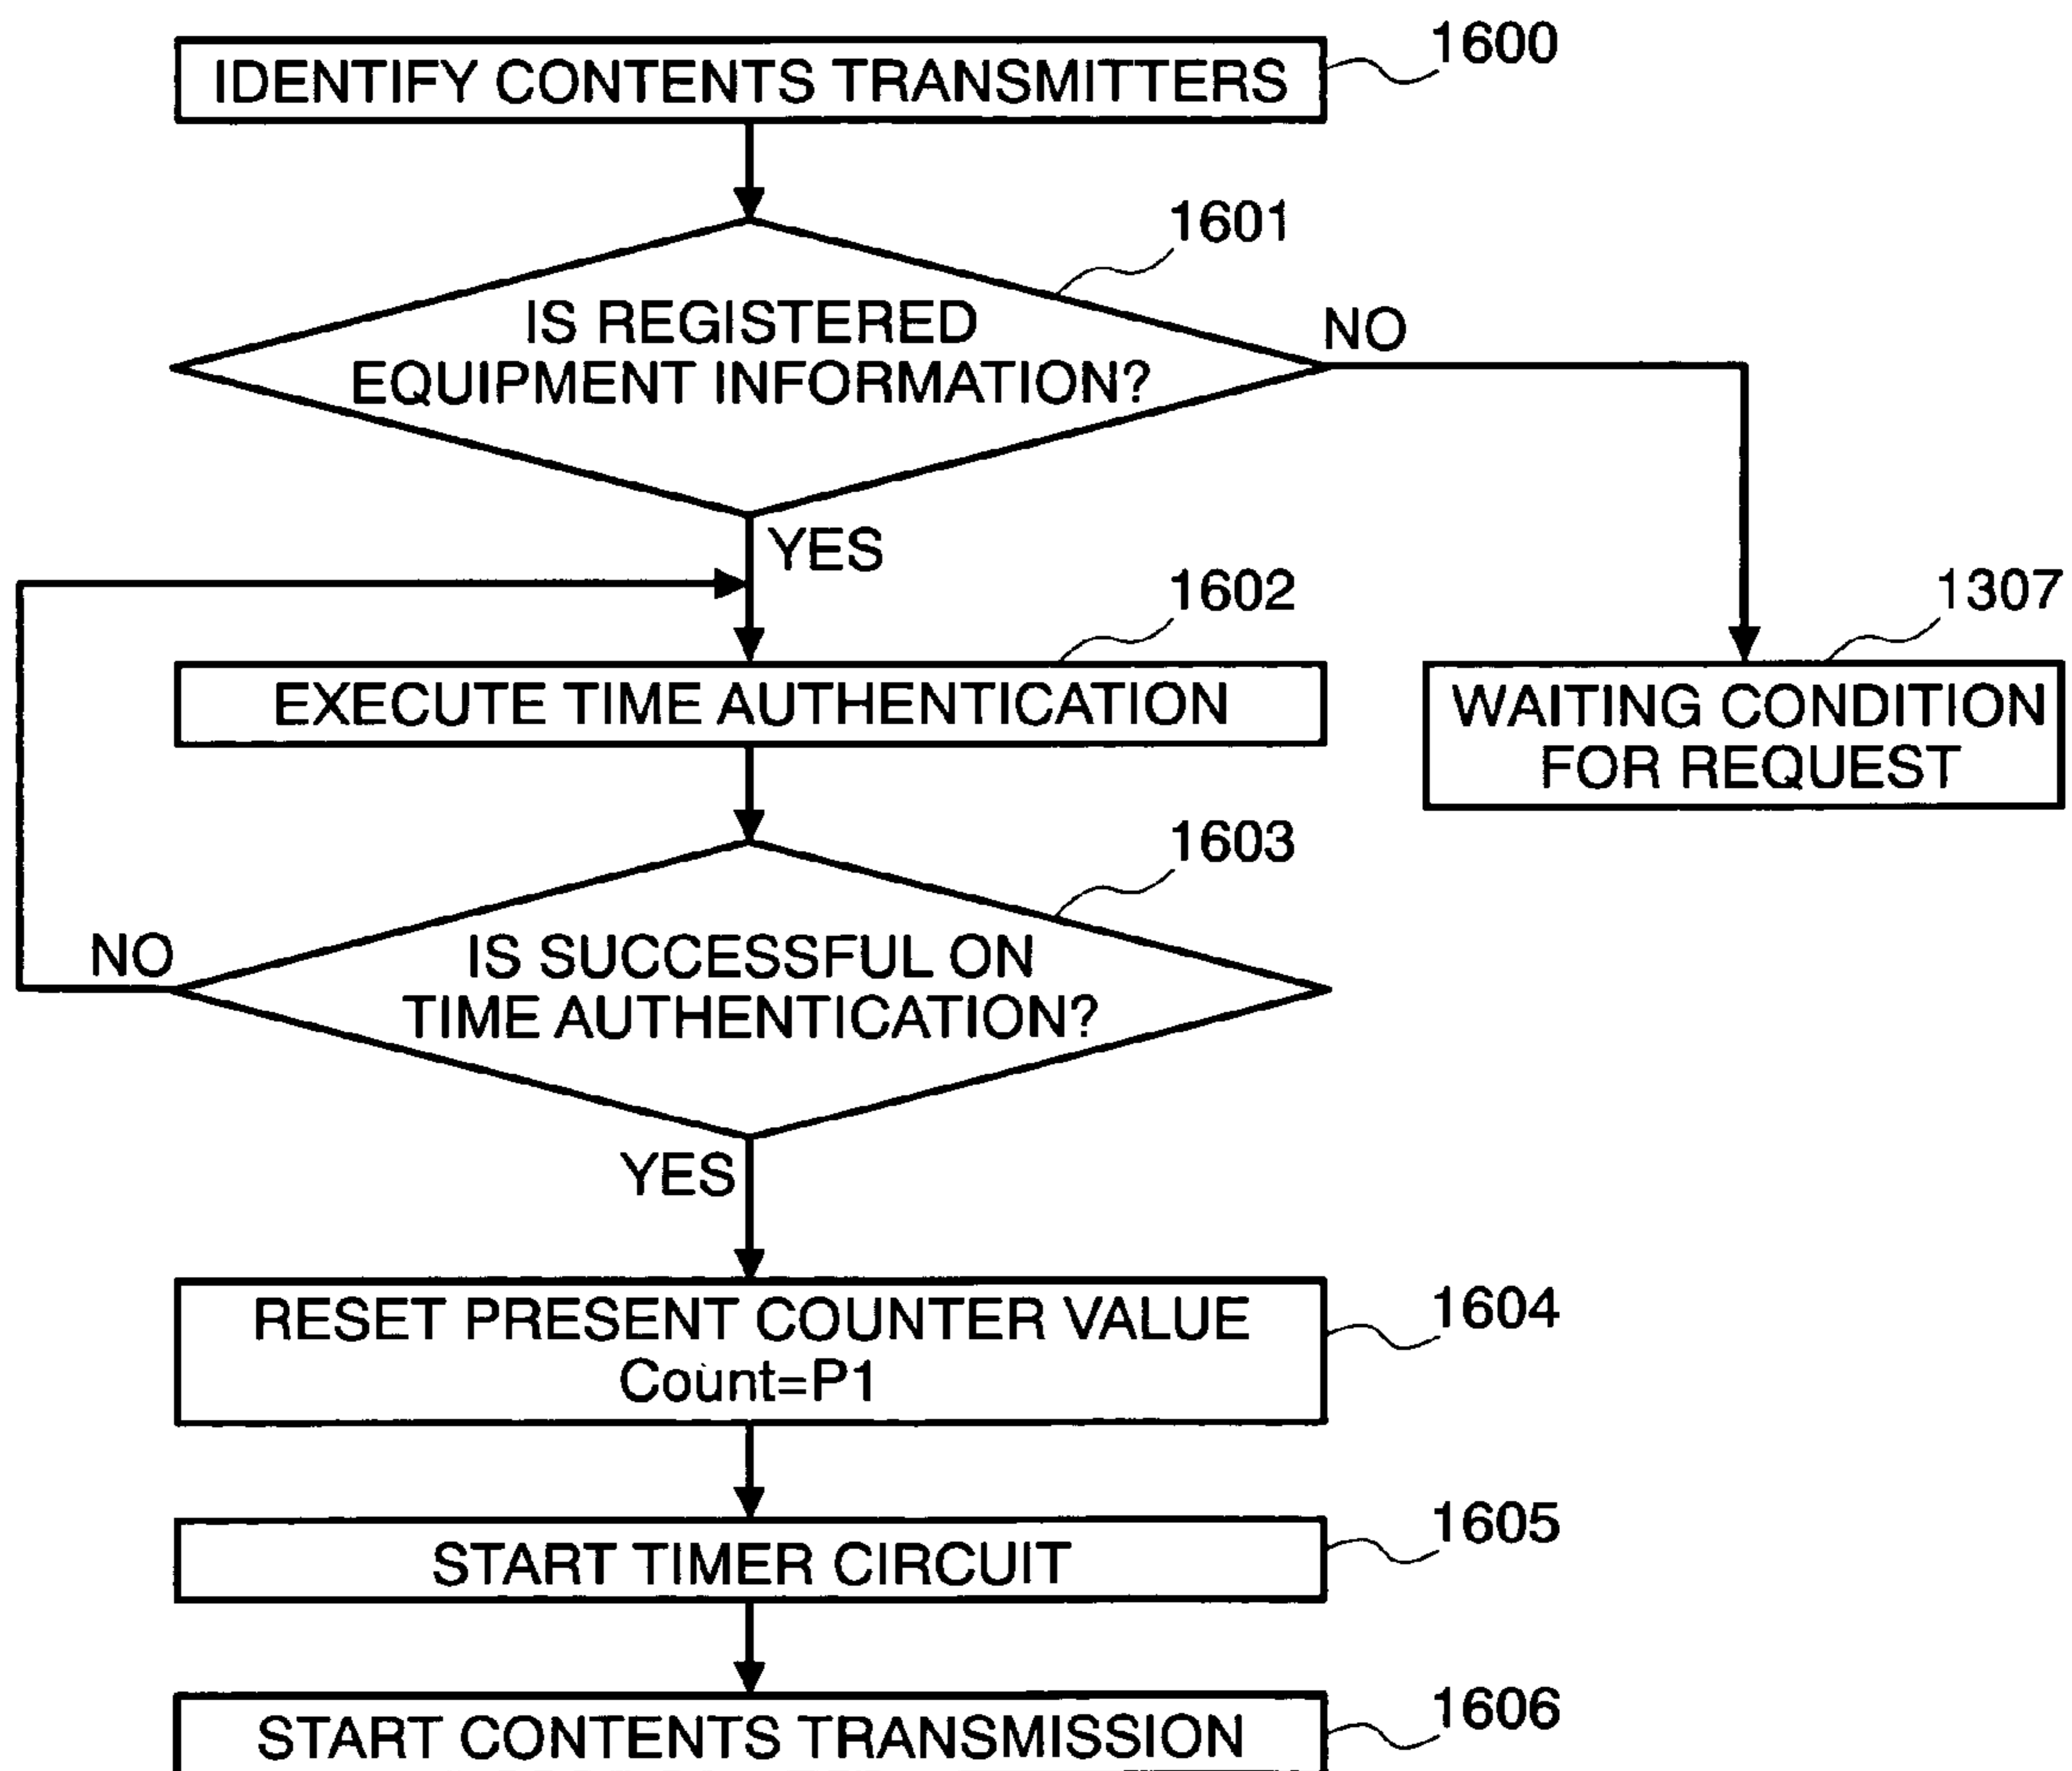 1600
IDENTIFY CONTENTS TRANSMITTERS
1601
IS REGISTERED
EQUIPMENT INFORMATION?
NO
YES
1602
1307
EXECUTE TIME AUTHENTICATION
WAITING CONDITION
FOR REQUEST
1603
NO
IS SUCCESSFUL ON
TIME AUTHENTICATION?
YES
1604
RESET PRESENT COUNTER VALUE
Count=P1
1605
START TIMER CIRCUIT
1606
START CONTENTS TRANSMISSION